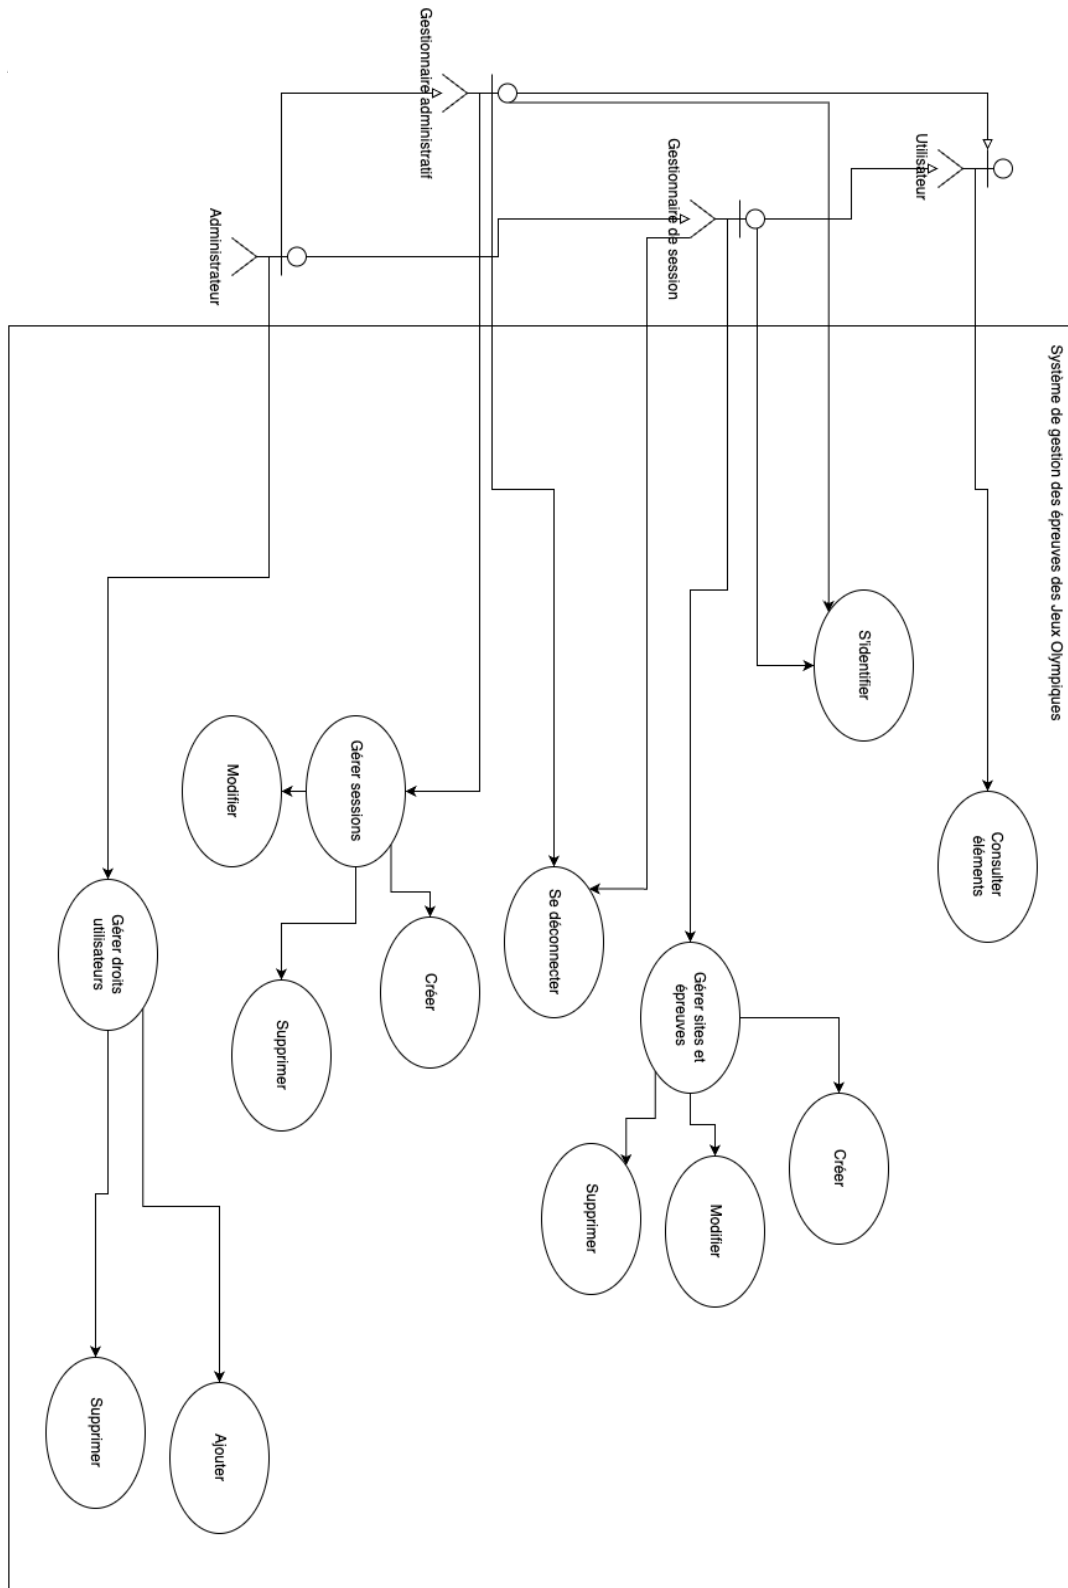 Système de gestion des épreuves des Jeux Olympiques
Utilisateur
Consulter
éléments
S'identifier
Créer
Gestionnaire de session
Gérer sites et
épreuves
Modifier
Supprimer
Se déconnecter
Gestionnaire administratif
Créer
Gérer sessions
Supprimer
Modifier
Administrateur
Ajouter
Gérer droits
utilisateurs
Supprimer